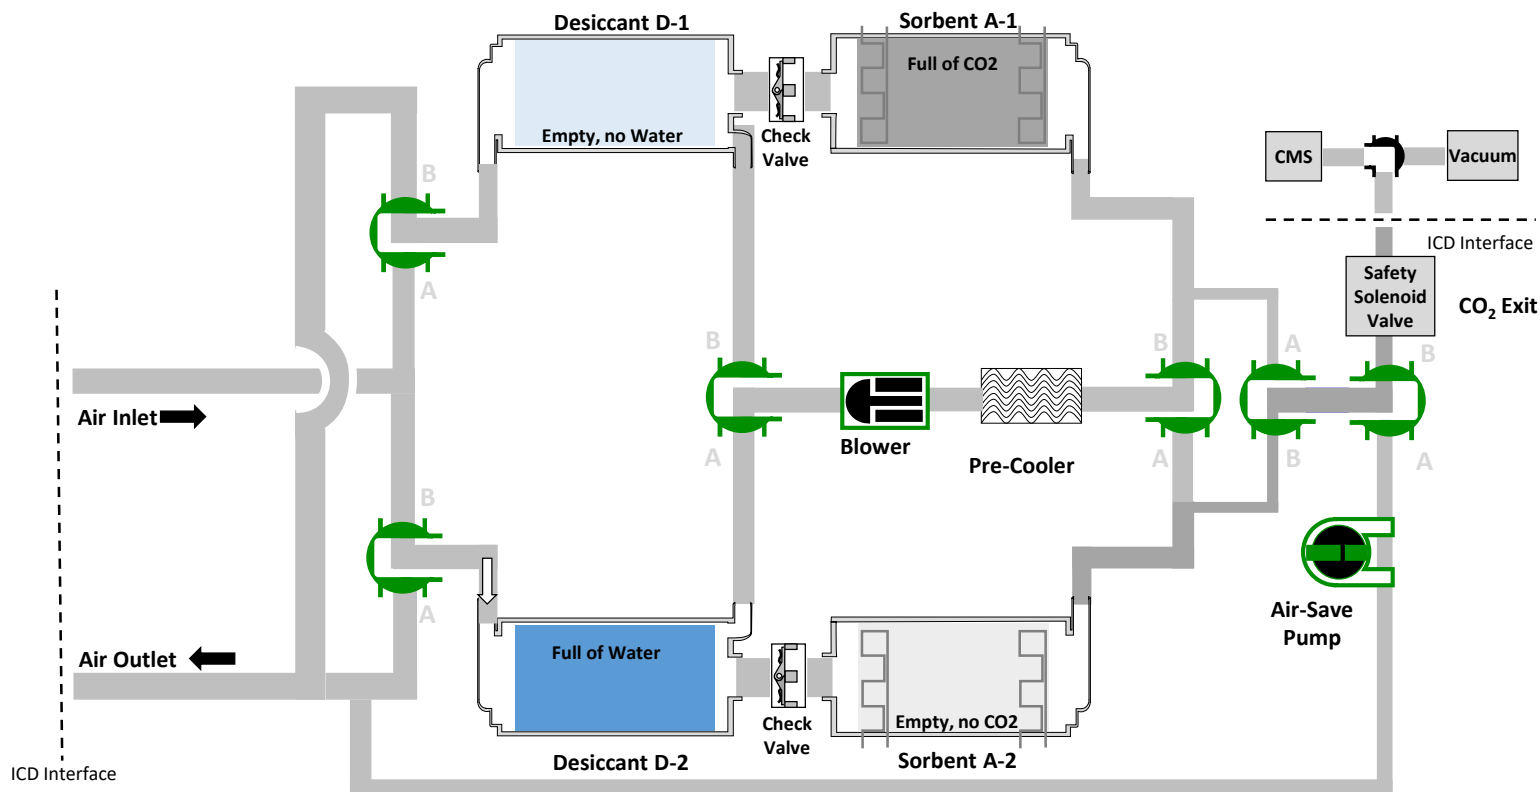 Desiccant D-1
Sorbent A-1
Full of CO2
Empty, no Water
Check
Valve
CMS
Vacuum
ICD Interface
B
A
Safety
Solenoid
Valve
CO₂ Exit
B
B
A
B
Air Inlet
Blower
Pre-Cooler
A
A
B
A
B
A
Air-Save
Pump
Air Outlet
Full of Water
Empty, no CO2
Check
Valve
Desiccant D-2
Sorbent A-2
ICD Interface